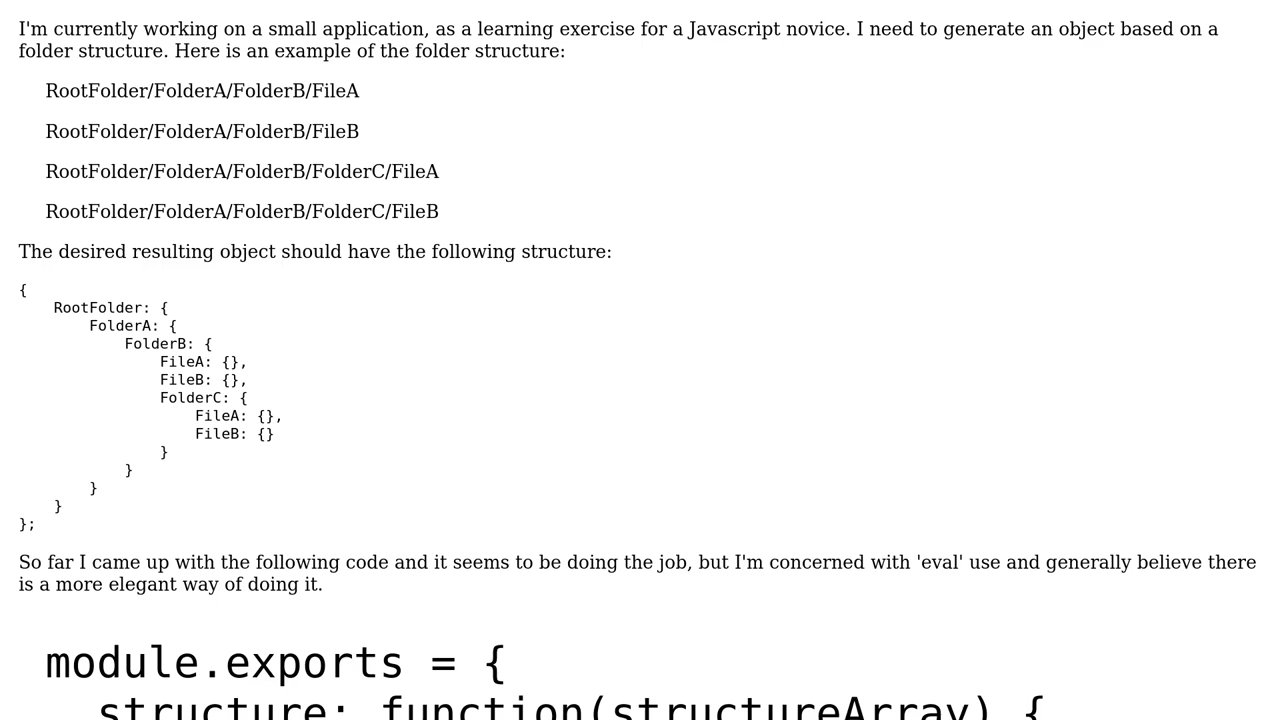 I'm currently working on a small application, as a learning exercise for a Javascript novice. I need to generate an object based on a
folder structure. Here is an example of the folder structure:
RootFolder/FolderA/FolderB/FileA
RootFolder/FolderA/FolderB/FileB
RootFolder/FolderA/FolderB/FolderC/FileA
RootFolder/FolderA/FolderB/FolderC/FileB
The desired resulting object should have the following structure:
{
    RootFolder: {
        FolderA: {
            FolderB: {
                FileA: {},
                FileB: {},
                FolderC: {
                    FileA: {},
                    FileB: {}
                }
            }
        }
    }
};
So far I came up with the following code and it seems to be doing the job, but I'm concerned with 'eval' use and generally believe there
is a more elegant way of doing it.
module.exports = {
  structure: function(structureArray) {